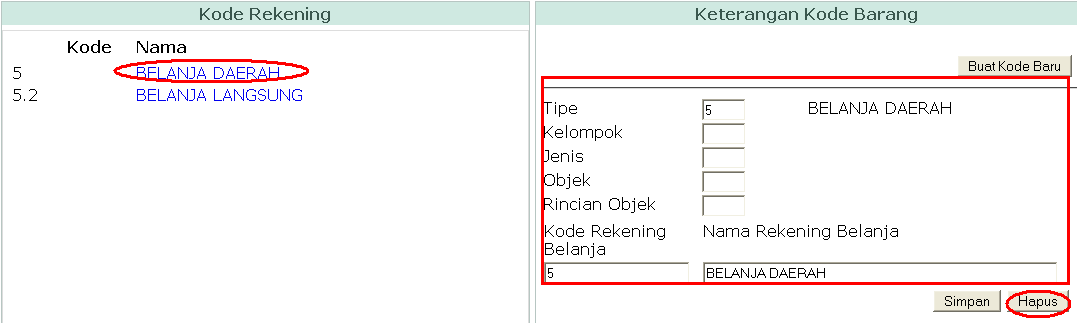 Kode Rekening
Kode Nama
5 BELANJA DAERAH
5.2 BELANJA LANGSUNG
Keterangan Kode Barang
Buat Kode Baru
Tipe 5 BELANJA DAERAH
Kelompok
Jenis
Objek
Rincian Objek
Kode Rekening Nama Rekening Belanja
Belanja
5 BELANJA DAERAH
Simpan Hapus